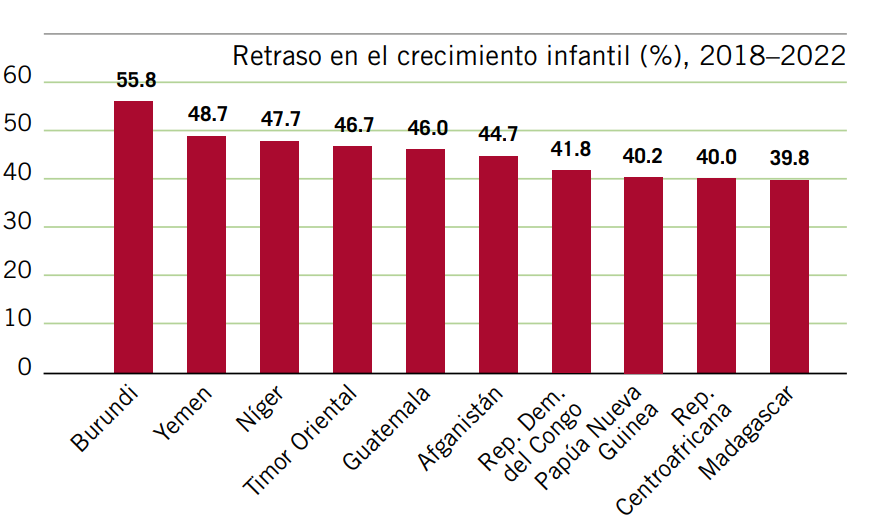 Retraso en el crecimiento infantil (%), 2018–2022
60
50
40
30
20
10
0
55.8
48.7
47.7
46.7
46.0
44.7
41.8
40.2
40.0
39.8
Burundi
Yemen
Níger
Timor Oriental
Guatemala
Afganistán
Rep. Dem.
del Congo
Papúa Nueva
Guinea
Rep.
Centroafricana
Madagascar